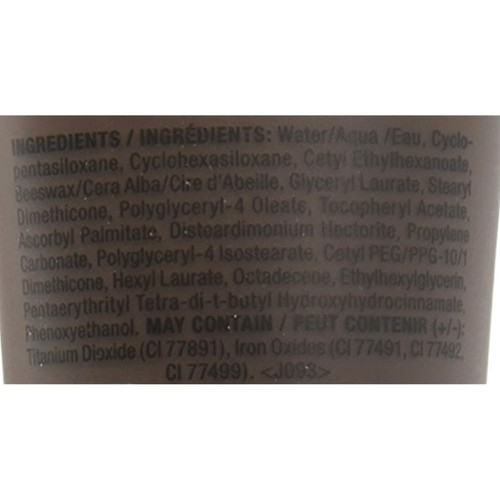 INGREDIENTS / INGRÉDIENTS: Water/Aqua /Eau, Cyclo-
pentasiloxane, Cyclohexasiloxane, Cetyl Ethylhexanoate,
Beeswax/Cera Alba/Cire d'Abeille, Glyceryl Laurate, Stearyl
Dimethicone, Polyglyceryl-4 Oleate, Tocopheryl Acetate,
Ascorbyl Palmitate, Disteardimonium Hectorite, Propylene
Carbonate, Polyglyceryl-4 Isostearate, Cetyl PEG/PPG-10/1
Dimethicone, Hexyl Laurate, Octadecene, Ethylhexylglycerin,
Pentaerythrityl Tetra-di-t-butyl Hydroxyhydrocinnamate,
Phenoxyethanol. MAY CONTAIN / PEUT CONTENIR (+/-):
Titanium Dioxide (CI 77891), Iron Oxides (CI 77491, CI 77492,
CI 77499). <J093>